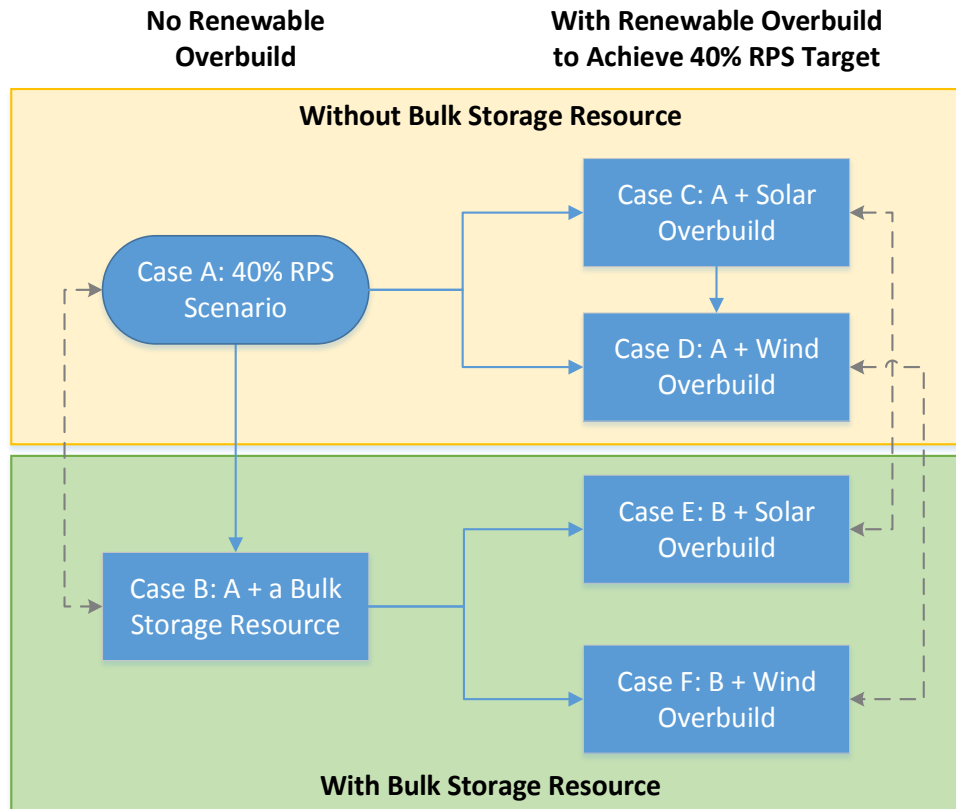 No Renewable
Overbuild
With Renewable Overbuild
to Achieve 40% RPS Target
Without Bulk Storage Resource
Case A: 40% RPS
Scenario
Case C: A + Solar
Overbuild
Case D: A + Wind
Overbuild
Case B: A + a Bulk
Storage Resource
Case E: B + Solar
Overbuild
Case F: B + Wind
Overbuild
With Bulk Storage Resource